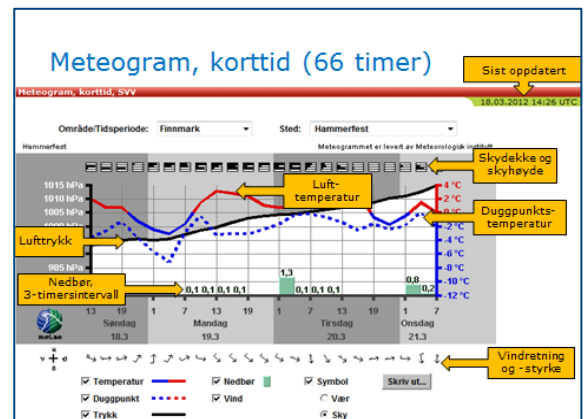 Meteogram, korttid (66 timer)
Sist oppdatert
Meteogram, korttid, SVV
18.03.2012 14:26 UTC
Område/Tidsperiode: Finnmark Sted: Hammerfest
Hammerfest Meteogrammet er levert av Meteorologisk institutt
Skydekke og
skyhøyde
1015 hPa 4 °C
Luft-
temperatur
1010 hPa 2 °C
1005 hPa
Duggpunkts-
temperatur
-2 °C
Lufttrykk
-4 °C
-6 °C
985 hPa -8 °C
Nedbør,
3-timersintervall
1,3 0,8 -10 °C
0,1 0,1 0,1 0,1 0,1 0,1 0,1 0,2 -12 °C
13 19 1 7 13 19 1 7 13 19 1 7
Søndag Mandag Tirsdag Onsdag
18.3 19.3 20.3 21.3
met.no
N
V Ø
S
Vindretning
og -styrke
Temperatur Nedbør Symbol Skriv ut...
Duggpunkt Vind Vær
Trykk Sky